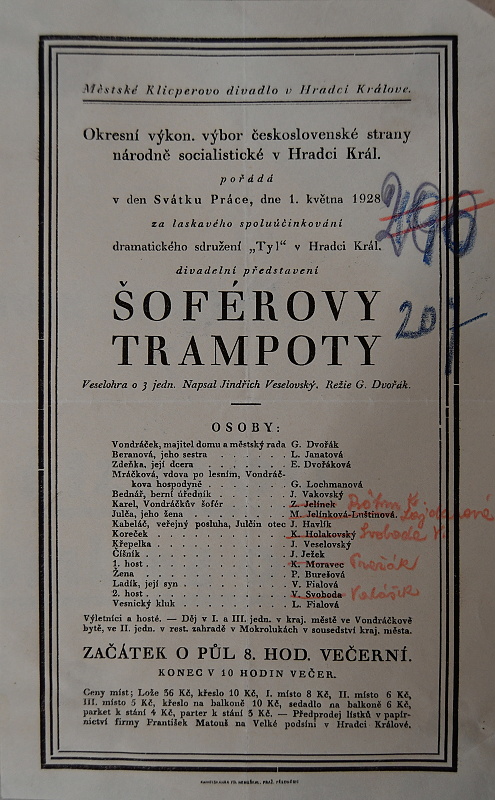 Městské Klicperovo divadlo v Hradci Králove.
Okresní výkon. výbor československé strany
národně socialistické v Hradci Král.
pořádá
v den Svátku Práce, dne 1. května 1928
za laskavého spoluúčinkování
dramatického sdružení „Tyl“ v Hradci Král.
divadelní představení
ŠOFÉROVY
TRAMPOTY
Veselohra o 3 jedn. Napsal Jindřich Veselovský. Režie G. Dvořák.
490
20/-
OSOBY:
Vondráček, majitel domu a městský rada G. Dvořák
Beranová, jeho sestra . . . . . . . L. Janatová
Zdeňka, její dcera . . . . . . . . E. Dvořáková
Mráčková, vdova po lesním, Vondráč-
kova hospodyně . . . . . . . . G. Lochmanová
Bednář, berní úředník . . . . . . . J. Vakovský
Karel, Vondráčkův šofér . . . . . . Z. Jelínek Böhm K.
Julča, jeho žena . . . . . . . . . M. Jelínková-Luštinová.
Kabeláč, veřejný posluha, Julčin otec J. Havlík
Koreček . . . . . . . . . . . . K. Holakovský Svoboda V.
Křepelka . . . . . . . . . . . . J. Veselovský
Číšník . . . . . . . . . . . . . J. Ježek
1. host . . . . . . . . . . . . K. Moravec
Žena . . . . . . . . . . . . . P. Burešová
Ladík, její syn . . . . . . . . . V. Fialová
2. host . . . . . . . . . . . . V. Svoboda
Vesnický kluk . . . . . . . . . L. Fialová
Výletníci a hosté. — Děj v I. a III. jedn. v kraj. městě ve Vondráčkově
bytě, ve II. jedn. v rest. zahradě v Mokrolukách v sousedství kraj. města.
ZAČÁTEK O PŮL 8. HOD. VEČERNÍ.
KONEC V 10 HODIN VEČER.
Ceny míst; Lože 56 Kč, křeslo 10 Kč, I. místo 8 Kč, II. místo 6 Kč,
III. místo 5 Kč, křeslo na balkoně 10 Kč, sedadlo na balkoně 6 Kč,
parket k stání 4 Kč, parter k stání 3 Kč. — Předprodej lístků v papír-
nictví firmy František Matouš na Velké podsíni v Hradci Králové.